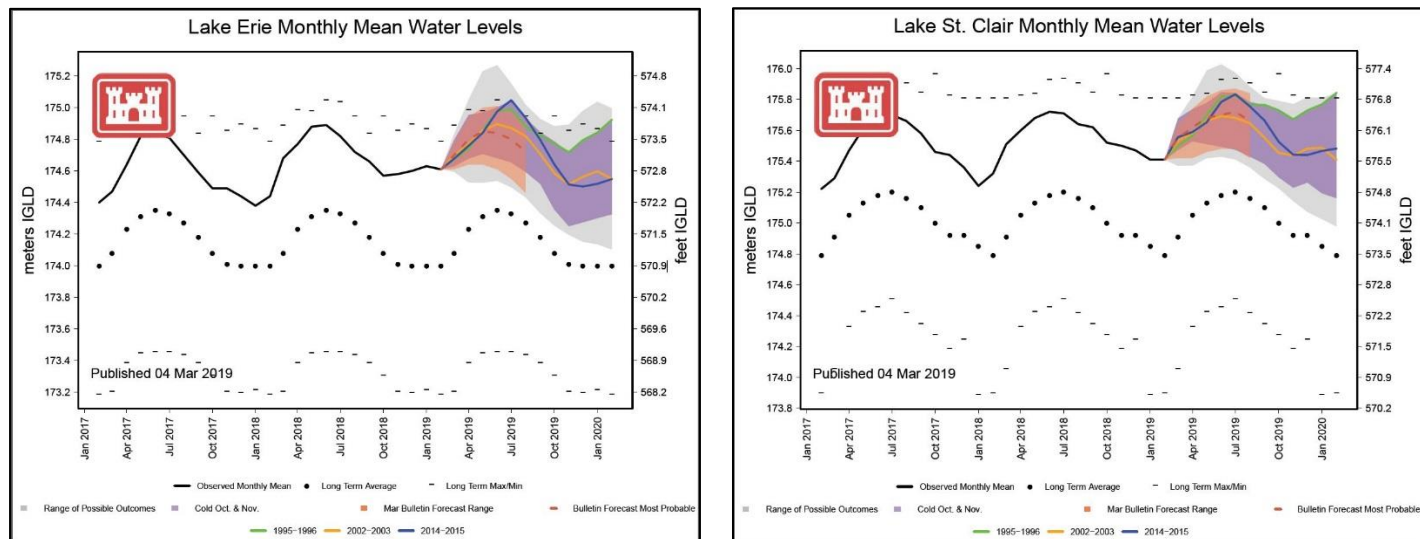 Lake Erie Monthly Mean Water Levels
meters IGLD
175.2
175.0
174.8
174.6
174.4
174.2
174.0
173.8
173.6
173.4
173.2
574.8
574.1
573.5
572.8
572.2
571.5
570.9
570.2
569.6
568.9
568.2
feet IGLD
Published 04 Mar 2019
Jan 2017
Apr 2017
Jul 2017
Oct 2017
Jan 2018
Apr 2018
Jul 2018
Oct 2018
Jan 2019
Apr 2019
Jul 2019
Oct 2019
Jan 2020
Observed Monthly Mean
Long Term Average
Long Term Max/Min
Range of Possible Outcomes
Cold Oct. & Nov.
Mar Bulletin Forecast Range
Bulletin Forecast Most Probable
1995-1996
2002-2003
2014-2015
Lake St. Clair Monthly Mean Water Levels
meters IGLD
176.0
175.8
175.6
175.4
175.2
175.0
174.8
174.6
174.4
174.2
174.0
173.8
577.4
576.8
576.1
575.5
574.8
574.1
573.5
572.8
572.2
571.5
570.9
570.2
feet IGLD
Published 04 Mar 2019
Jan 2017
Apr 2017
Jul 2017
Oct 2017
Jan 2018
Apr 2018
Jul 2018
Oct 2018
Jan 2019
Apr 2019
Jul 2019
Oct 2019
Jan 2020
Observed Monthly Mean
Long Term Average
Long Term Max/Min
Range of Possible Outcomes
Cold Oct. & Nov.
Mar Bulletin Forecast Range
Bulletin Forecast Most Probable
1995-1996
2002-2003
2014-2015